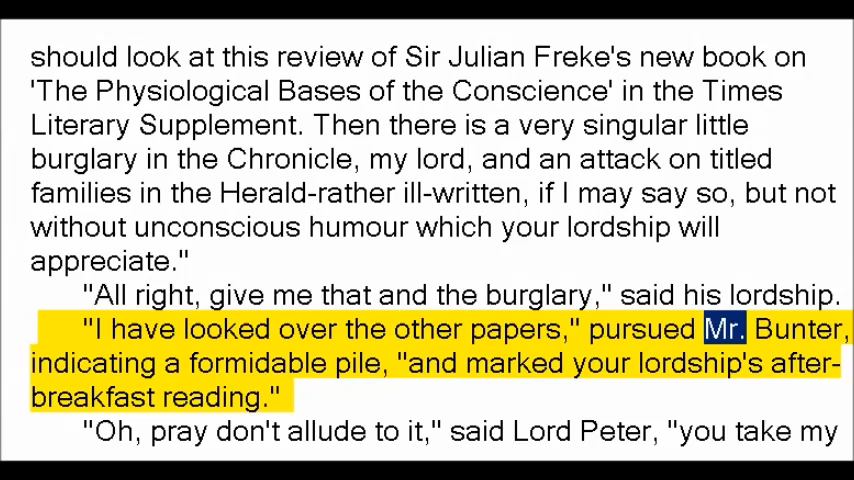 should look at this review of Sir Julian Freke's new book on
'The Physiological Bases of the Conscience' in the Times
Literary Supplement. Then there is a very singular little
burglary in the Chronicle, my lord, and an attack on titled
families in the Herald-rather ill-written, if I may say so, but not
without unconscious humour which your lordship will
appreciate."
"All right, give me that and the burglary," said his lordship.
"I have looked over the other papers," pursued Mr. Bunter,
indicating a formidable pile, "and marked your lordship's after-
breakfast reading."
"Oh, pray don't allude to it," said Lord Peter, "you take my